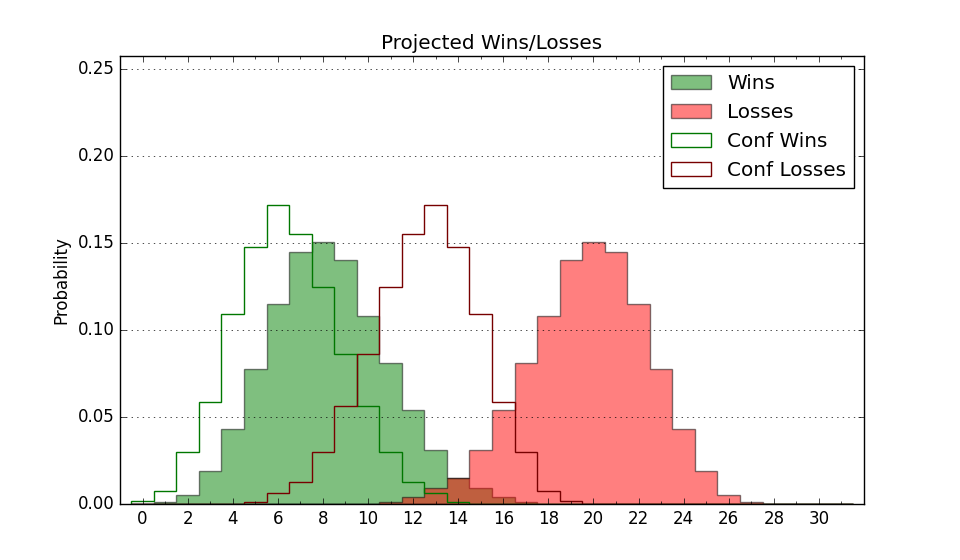 Projected Wins/Losses
0.25
0.20
0.15
0.10
0.05
0.00
Probability
Wins
Losses
Conf Wins
Conf Losses
0 2 4 6 8 10 12 14 16 18 20 22 24 26 28 30